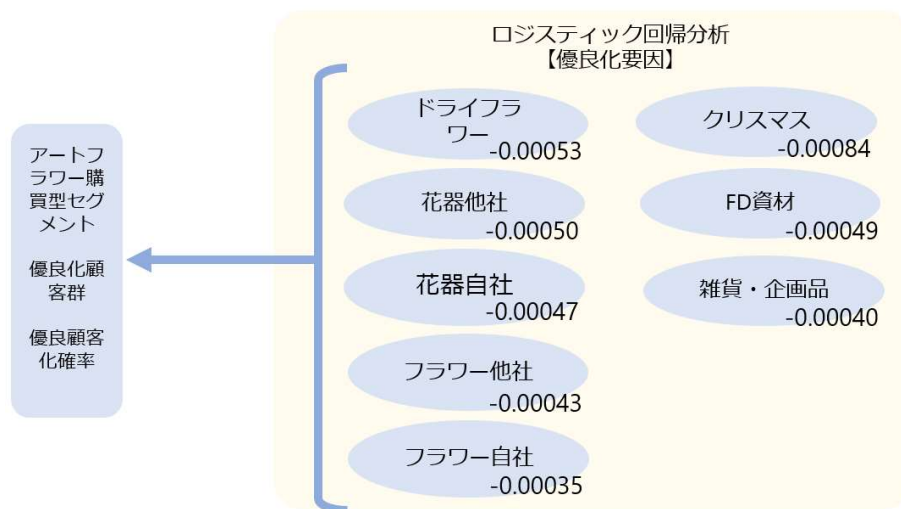 ロジスティック回帰分析
【優良化要因】
アートフ
ラワー購
買型セグ
メント
優良化顧
客群
優良顧客
化確率
ドライフラ
ワー
-0.00053
花器他社
-0.00050
花器自社
-0.00047
フラワー他社
-0.00043
フラワー自社
-0.00035
クリスマス
-0.00084
FD資材
-0.00049
雑貨・企画品
-0.00040